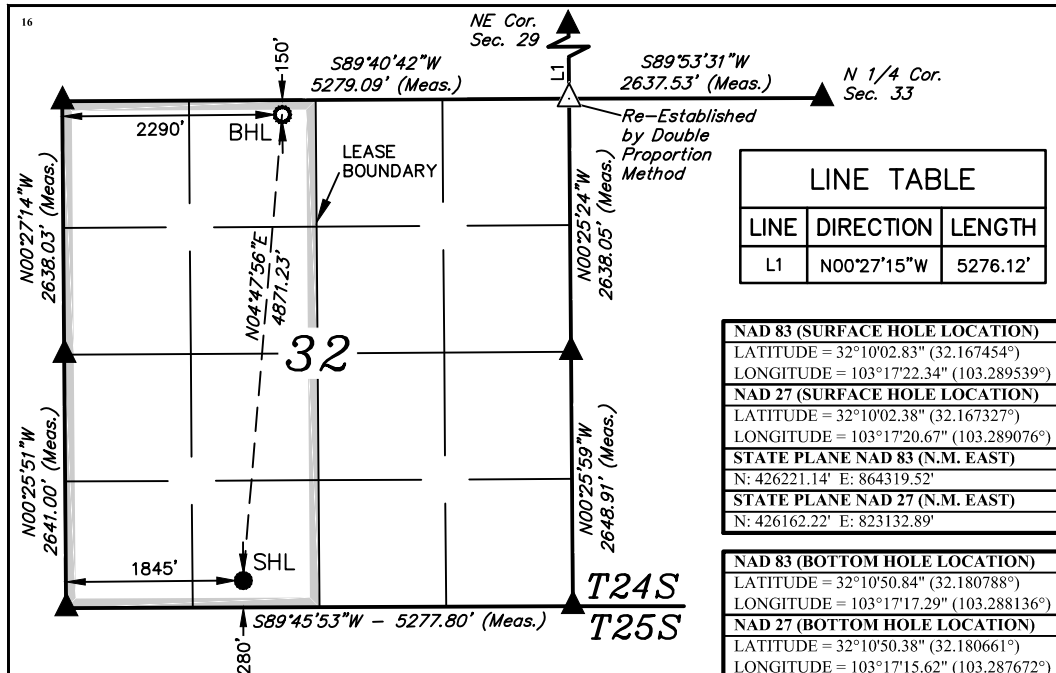 16
NE Cor.
Sec. 29
150'
S89°40'42"W
5279.09' (Meas.)
L1
S89°53'31"W
2637.53' (Meas.)
N 1/4 Cor.
Sec. 33
2290'
BHL
Re-Established
by Double
Proportion
Method
LEASE
BOUNDARY
N00°27'14"W
2638.03' (Meas.)
N04°47'56"E
4871.23'
N00°25'24"W
2638.05' (Meas.)
32
N00°25'51"W
2641.00' (Meas.)
N00°25'59"W
2648.91' (Meas.)
1845'
SHL
T24S
T25S
S89°45'53"W – 5277.80' (Meas.)
280'
LINE TABLE
LINE DIRECTION LENGTH
L1 N00°27'15"W 5276.12'
NAD 83 (SURFACE HOLE LOCATION)
LATITUDE = 32°10'02.83" (32.167454°)
LONGITUDE = 103°17'22.34" (103.289539°)
NAD 27 (SURFACE HOLE LOCATION)
LATITUDE = 32°10'02.38" (32.167327°)
LONGITUDE = 103°17'20.67" (103.289076°)
STATE PLANE NAD 83 (N.M. EAST)
N: 426221.14' E: 864319.52'
STATE PLANE NAD 27 (N.M. EAST)
N: 426162.22' E: 823132.89'
NAD 83 (BOTTOM HOLE LOCATION)
LATITUDE = 32°10'50.84" (32.180788°)
LONGITUDE = 103°17'17.29" (103.288136°)
NAD 27 (BOTTOM HOLE LOCATION)
LATITUDE = 32°10'50.38" (32.180661°)
LONGITUDE = 103°17'15.62" (103.287672°)